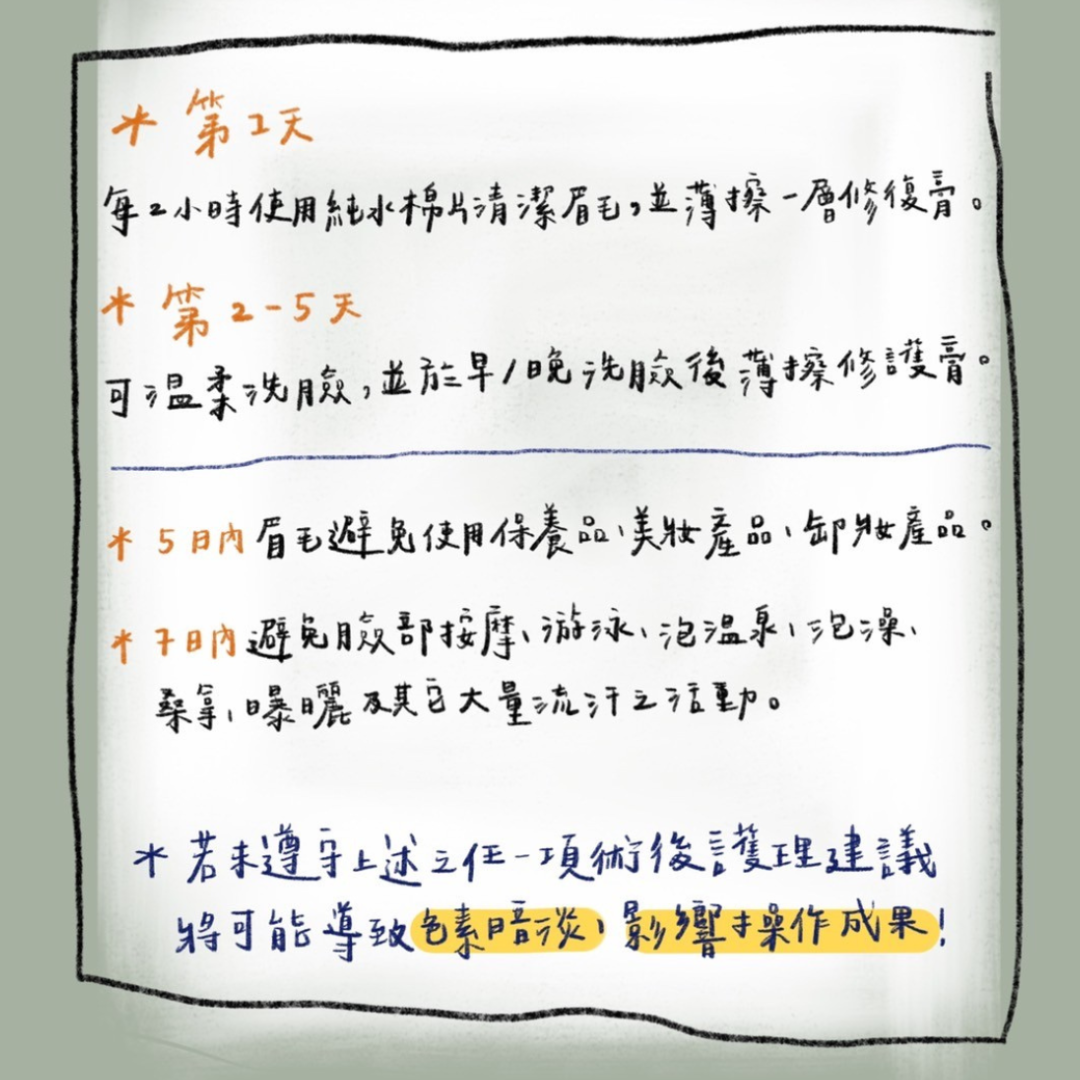 * 第1天
每2小時使用純水棉片清潔眉毛,並薄擦一層修復膏。
* 第2-5天
可溫柔洗臉,並於早/晚洗臉後薄擦修護膏。
* 5日內眉毛避免使用保養品、美妝產品、卸妝產品。
* 7日內避免臉部按摩、游泳、泡溫泉、泡澡、
桑拿、曝曬及其它大量流汗之活動。
* 若未遵守上述之任一項術後護理建議
將可能導致色素暗淡、影響操作成果!